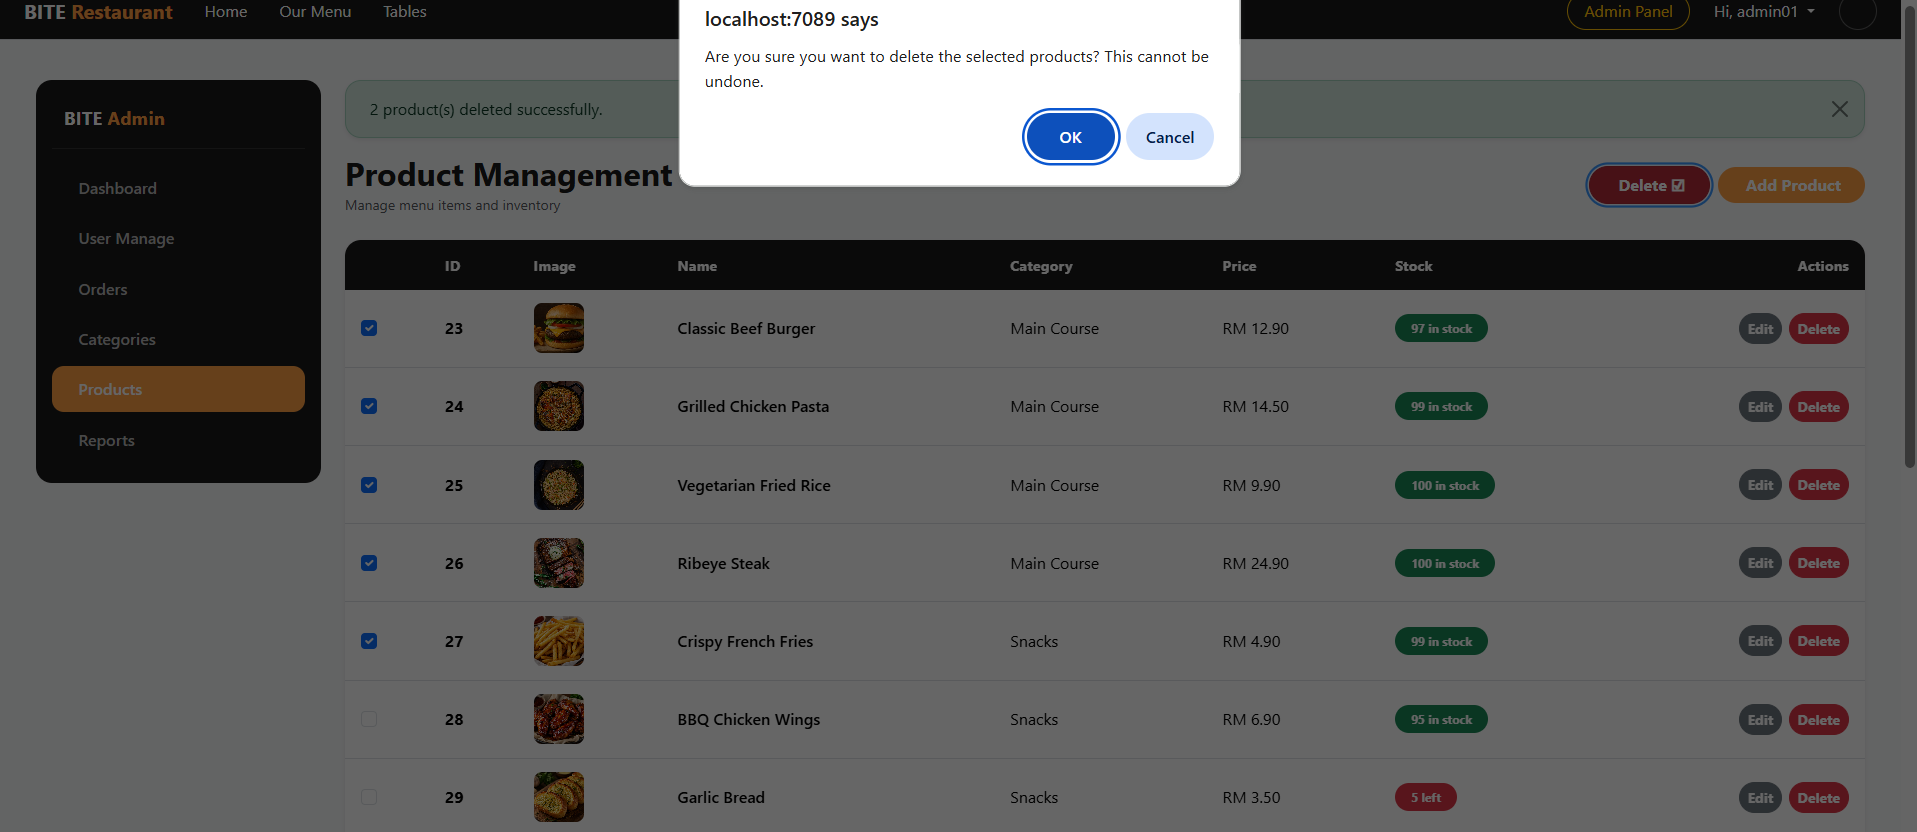 BITE Restaurant Home Our Menu Tables Admin Panel Hi, admin01
localhost:7089 says
Are you sure you want to delete the selected products? This cannot be
undone.
OK Cancel
BITE Admin
Dashboard
User Manage
Orders
Categories
Products
Reports
2 product(s) deleted successfully.
Product Management
Manage menu items and inventory
Delete ☑ Add Product
ID Image Name Category Price Stock Actions
23 Classic Beef Burger Main Course RM 12.90 97 in stock Edit Delete
24 Grilled Chicken Pasta Main Course RM 14.50 99 in stock Edit Delete
25 Vegetarian Fried Rice Main Course RM 9.90 100 in stock Edit Delete
26 Ribeye Steak Main Course RM 24.90 100 in stock Edit Delete
27 Crispy French Fries Snacks RM 4.90 99 in stock Edit Delete
28 BBQ Chicken Wings Snacks RM 6.90 95 in stock Edit Delete
29 Garlic Bread Snacks RM 3.50 5 left Edit Delete